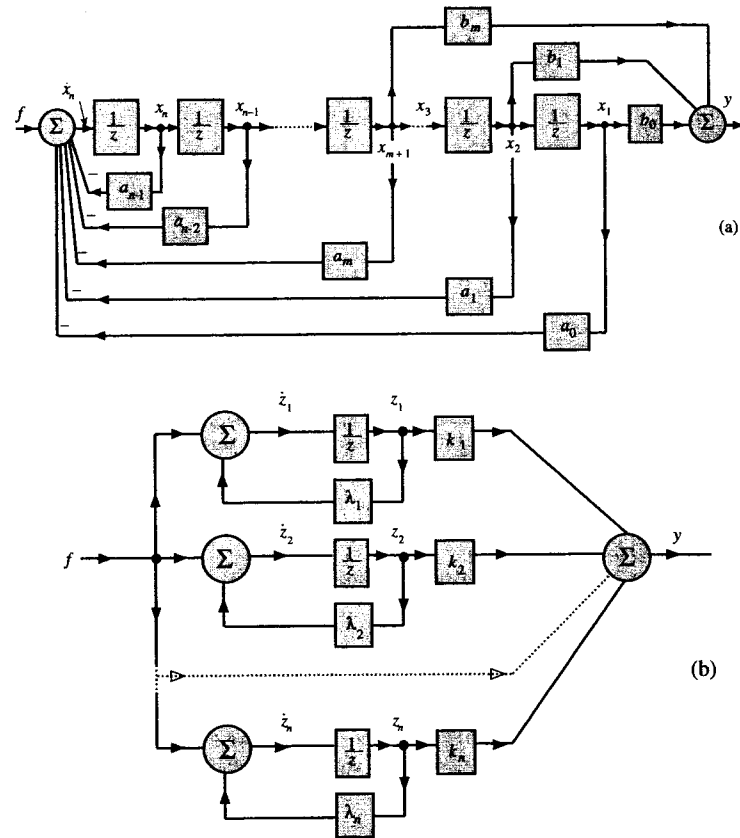 b_m
b_1
ẋ_n x_n x_{n-1} x_3 x_2 x_1 y
f Σ 1/z 1/z 1/z x_{m+1} 1/z 1/z b_0 Σ
− a_{n-1}
− a_{n-2}
(a)
− a_m
− a_1
− a_0
ż_1 z_1
Σ 1/z k_1
λ_1
ż_2 z_2
f Σ 1/z k_2 Σ y
λ_2
(b)
ż_n z_n
Σ 1/z k_n
λ_n